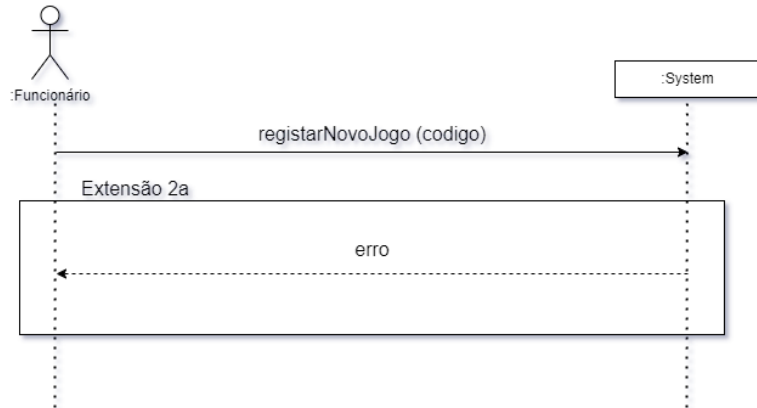 :Funcionário
:System
registarNovoJogo (codigo)
Extensão 2a
erro